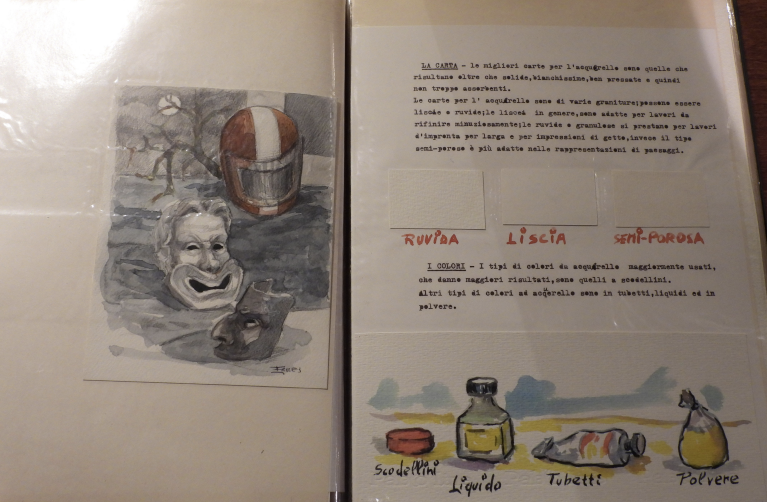 LA CARTA - le migliori carte per l'acquerello sono quelle che
risultano oltre che solide,bianchissime,ben pressate e quindi
non troppo assorbenti.
Le carte per l' acquerello sono di varie graniture;possono essere
liscie e ruvide;le liscei in genere,sono adatte per lavori da
rifinire minuziosamente;le ruvide e granulose si prestano per lavori
d'impronta per larga e per impressioni di getto,invece il tipo
semi-poroso è più adatto nelle rappresentazioni di paesaggi.
RUViDA LiSCiA SEMi-POROSA
I COLORI - I tipi di colori da acquerello maggiormente usati,
che danno maggiori risultati,sono quelli a scodellini.
Altri tipi di colori ad acquerello sono in tubetti,liquidi ed in
polvere.
Scodellini Liquido Tubetti Polvere